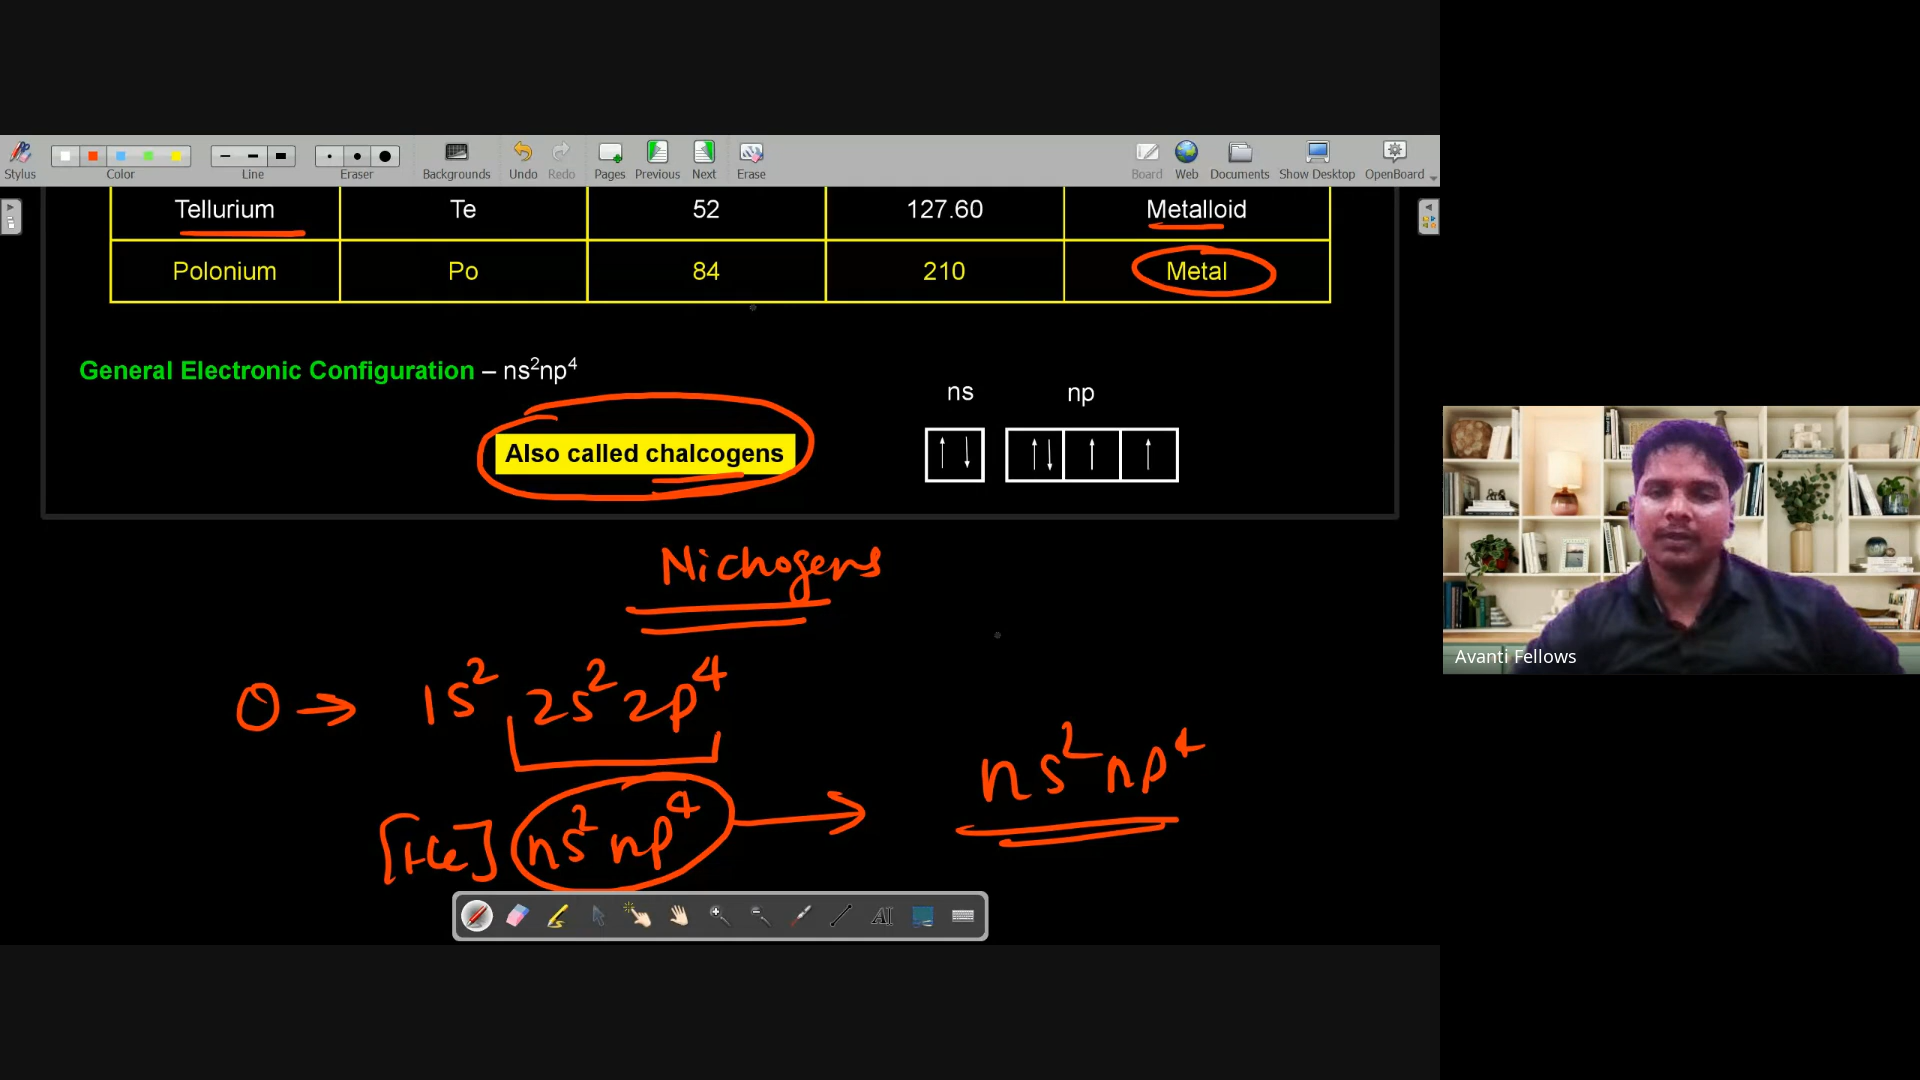 Stylus Color Line Eraser Backgrounds Undo Redo Pages Previous Next Erase Board Web Documents Show Desktop OpenBoard
Tellurium Te 52 127.60 Metalloid
Polonium Po 84 210 Metal
General Electronic Configuration – ns²np⁴
ns np
Also called chalcogens
Nichogens
O → 1s² 2s² 2p⁴
ns² np⁴
[He] ns² np⁴
Avanti Fellows